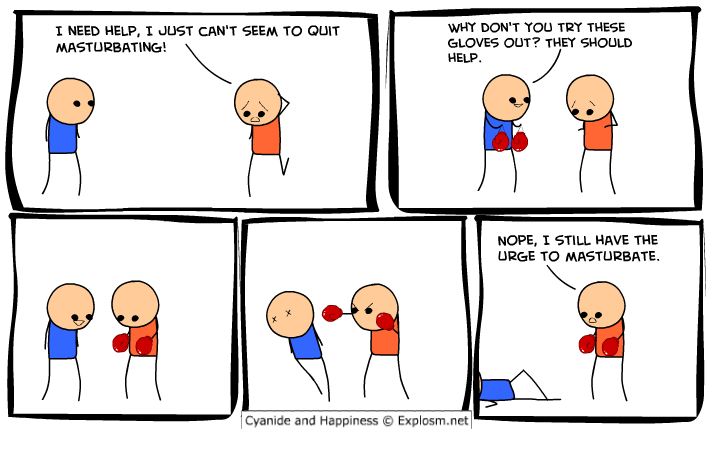 I NEED HELP, I JUST CAN'T SEEM TO QUIT
MASTURBATING!
WHY DON'T YOU TRY THESE
GLOVES OUT? THEY SHOULD
HELP.
NOPE, I STILL HAVE THE
URGE TO MASTURBATE.
Cyanide and Happiness © Explosm.net